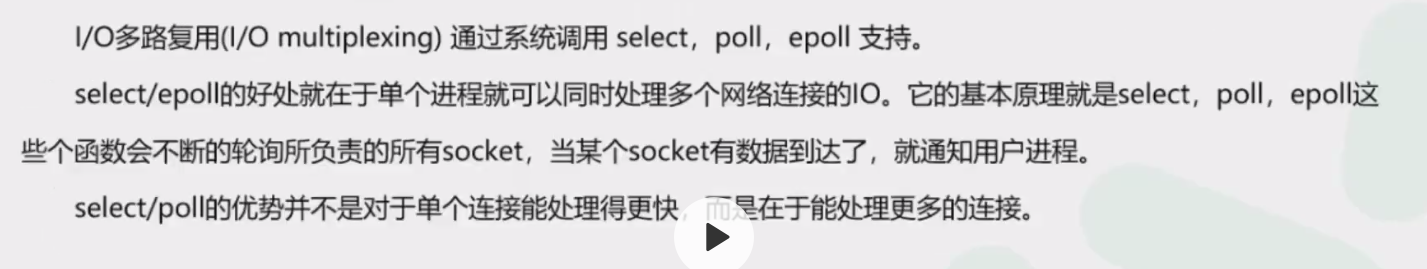 I/O多路复用(I/O multiplexing) 通过系统调用 select，poll，epoll 支持。
select/epoll的好处就在于单个进程就可以同时处理多个网络连接的IO。它的基本原理就是select，poll，epoll这
些个函数会不断的轮询所负责的所有socket，当某个socket有数据到达了，就通知用户进程。
select/poll的优势并不是对于单个连接能处理得更快，而是在于能处理更多的连接。